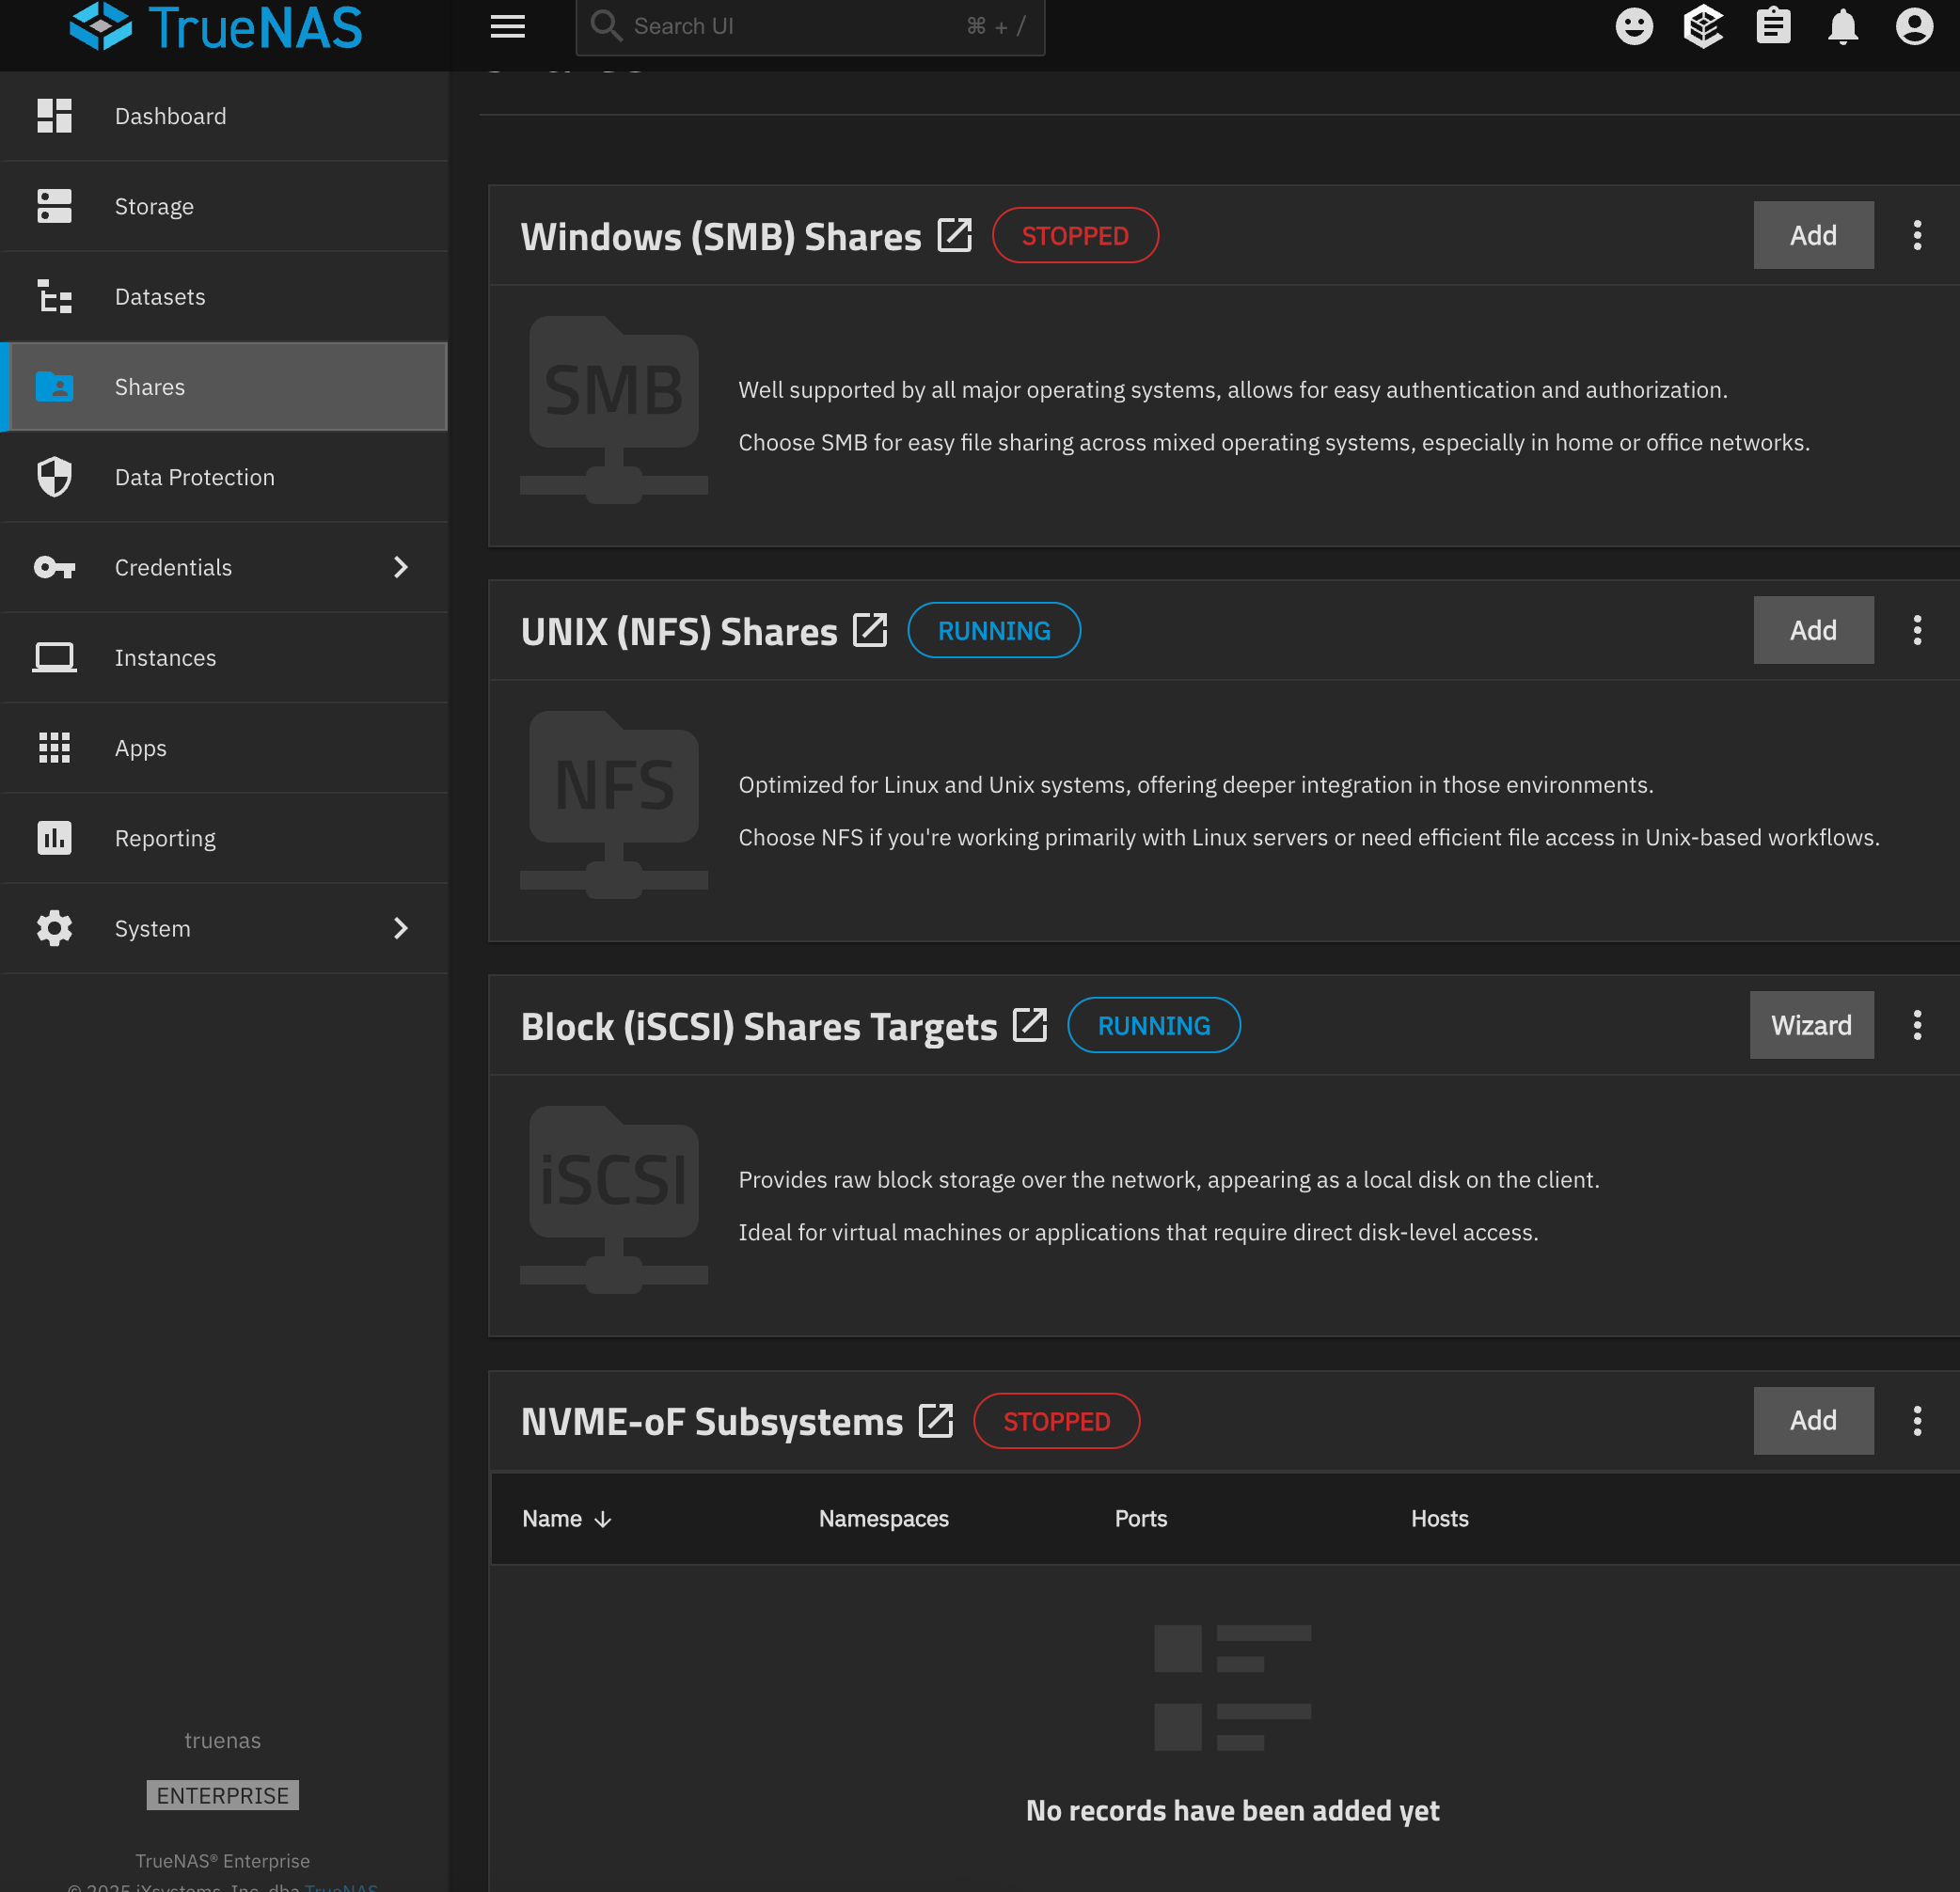 TrueNAS
Search UI ⌘ + /
Dashboard
Storage
Datasets
Shares
Data Protection
Credentials
Instances
Apps
Reporting
System
truenas
ENTERPRISE
TrueNAS® Enterprise
© 2025 iXsystems, Inc. dba TrueNAS
Windows (SMB) Shares STOPPED Add
SMB
Well supported by all major operating systems, allows for easy authentication and authorization.
Choose SMB for easy file sharing across mixed operating systems, especially in home or office networks.
UNIX (NFS) Shares RUNNING Add
NFS
Optimized for Linux and Unix systems, offering deeper integration in those environments.
Choose NFS if you're working primarily with Linux servers or need efficient file access in Unix-based workflows.
Block (iSCSI) Shares Targets RUNNING Wizard
iSCSI
Provides raw block storage over the network, appearing as a local disk on the client.
Ideal for virtual machines or applications that require direct disk-level access.
NVME-oF Subsystems STOPPED Add
Name Namespaces Ports Hosts
No records have been added yet